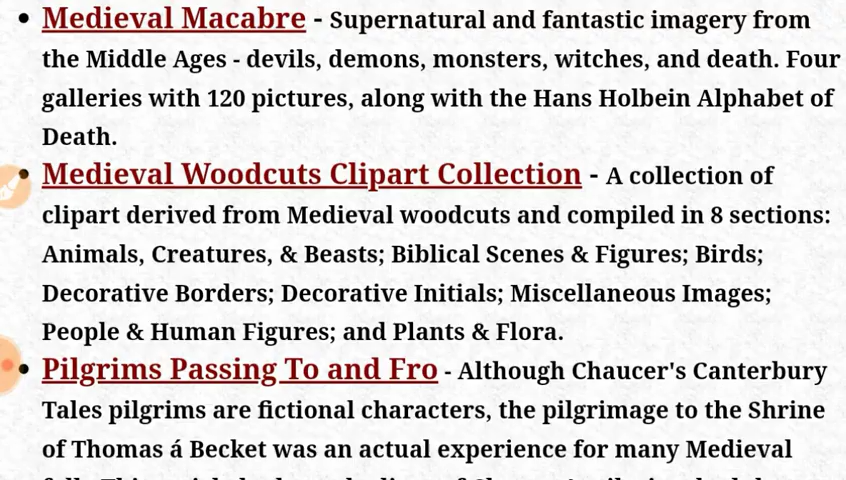 Medieval Macabre - Supernatural and fantastic imagery from
the Middle Ages - devils, demons, monsters, witches, and death. Four
galleries with 120 pictures, along with the Hans Holbein Alphabet of
Death.
Medieval Woodcuts Clipart Collection - A collection of
clipart derived from Medieval woodcuts and compiled in 8 sections:
Animals, Creatures, & Beasts; Biblical Scenes & Figures; Birds;
Decorative Borders; Decorative Initials; Miscellaneous Images;
People & Human Figures; and Plants & Flora.
Pilgrims Passing To and Fro - Although Chaucer's Canterbury
Tales pilgrims are fictional characters, the pilgrimage to the Shrine
of Thomas á Becket was an actual experience for many Medieval